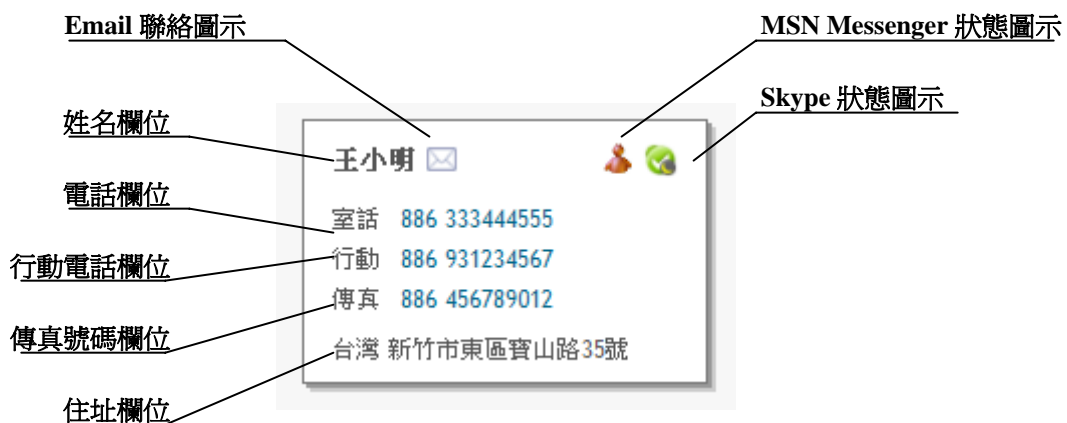 Email 聯絡圖示
MSN Messenger 狀態圖示
Skype 狀態圖示
姓名欄位
王小明
電話欄位
室話 886 333444555
行動電話欄位
行動 886 931234567
傳真號碼欄位
傳真 886 456789012
住址欄位
台灣 新竹市東區寶山路35號